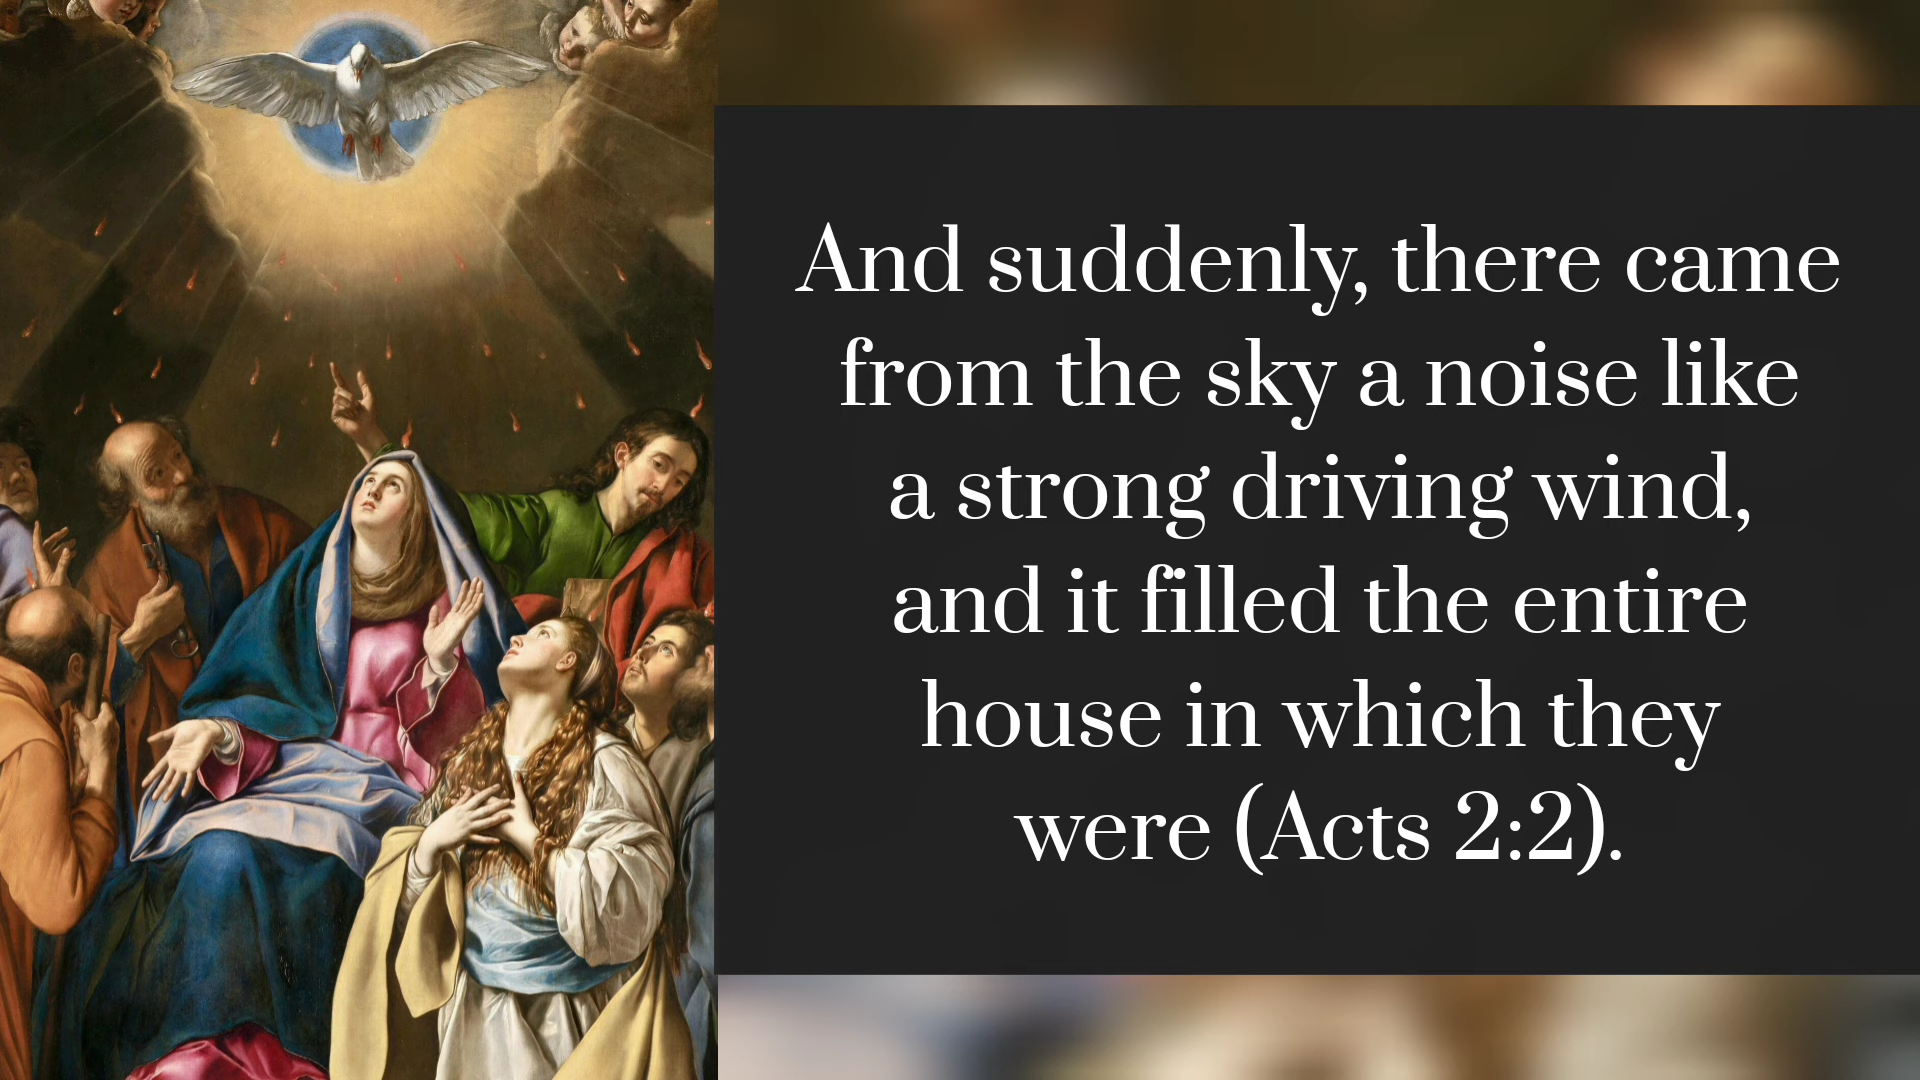 And suddenly, there came
from the sky a noise like
a strong driving wind,
and it filled the entire
house in which they
were (Acts 2:2).